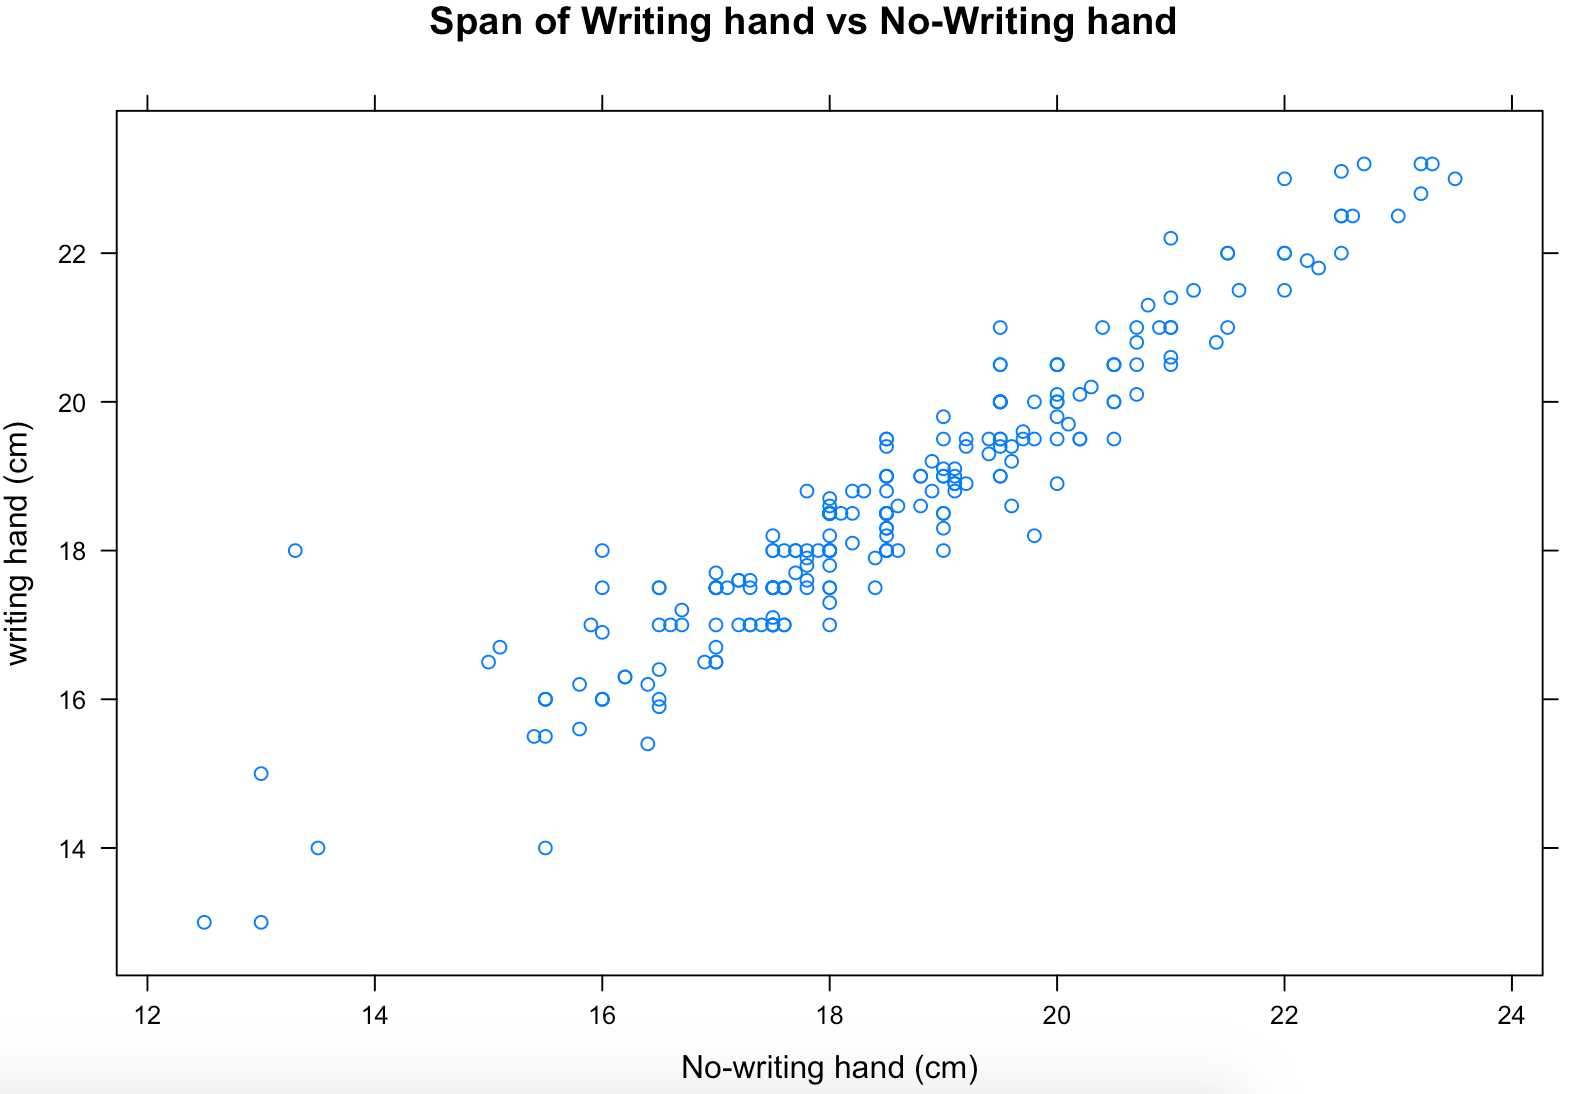 Span of Writing hand vs No-Writing hand
writing hand (cm)
22
20
18
16
14
12 14 16 18 20 22 24
No-writing hand (cm)